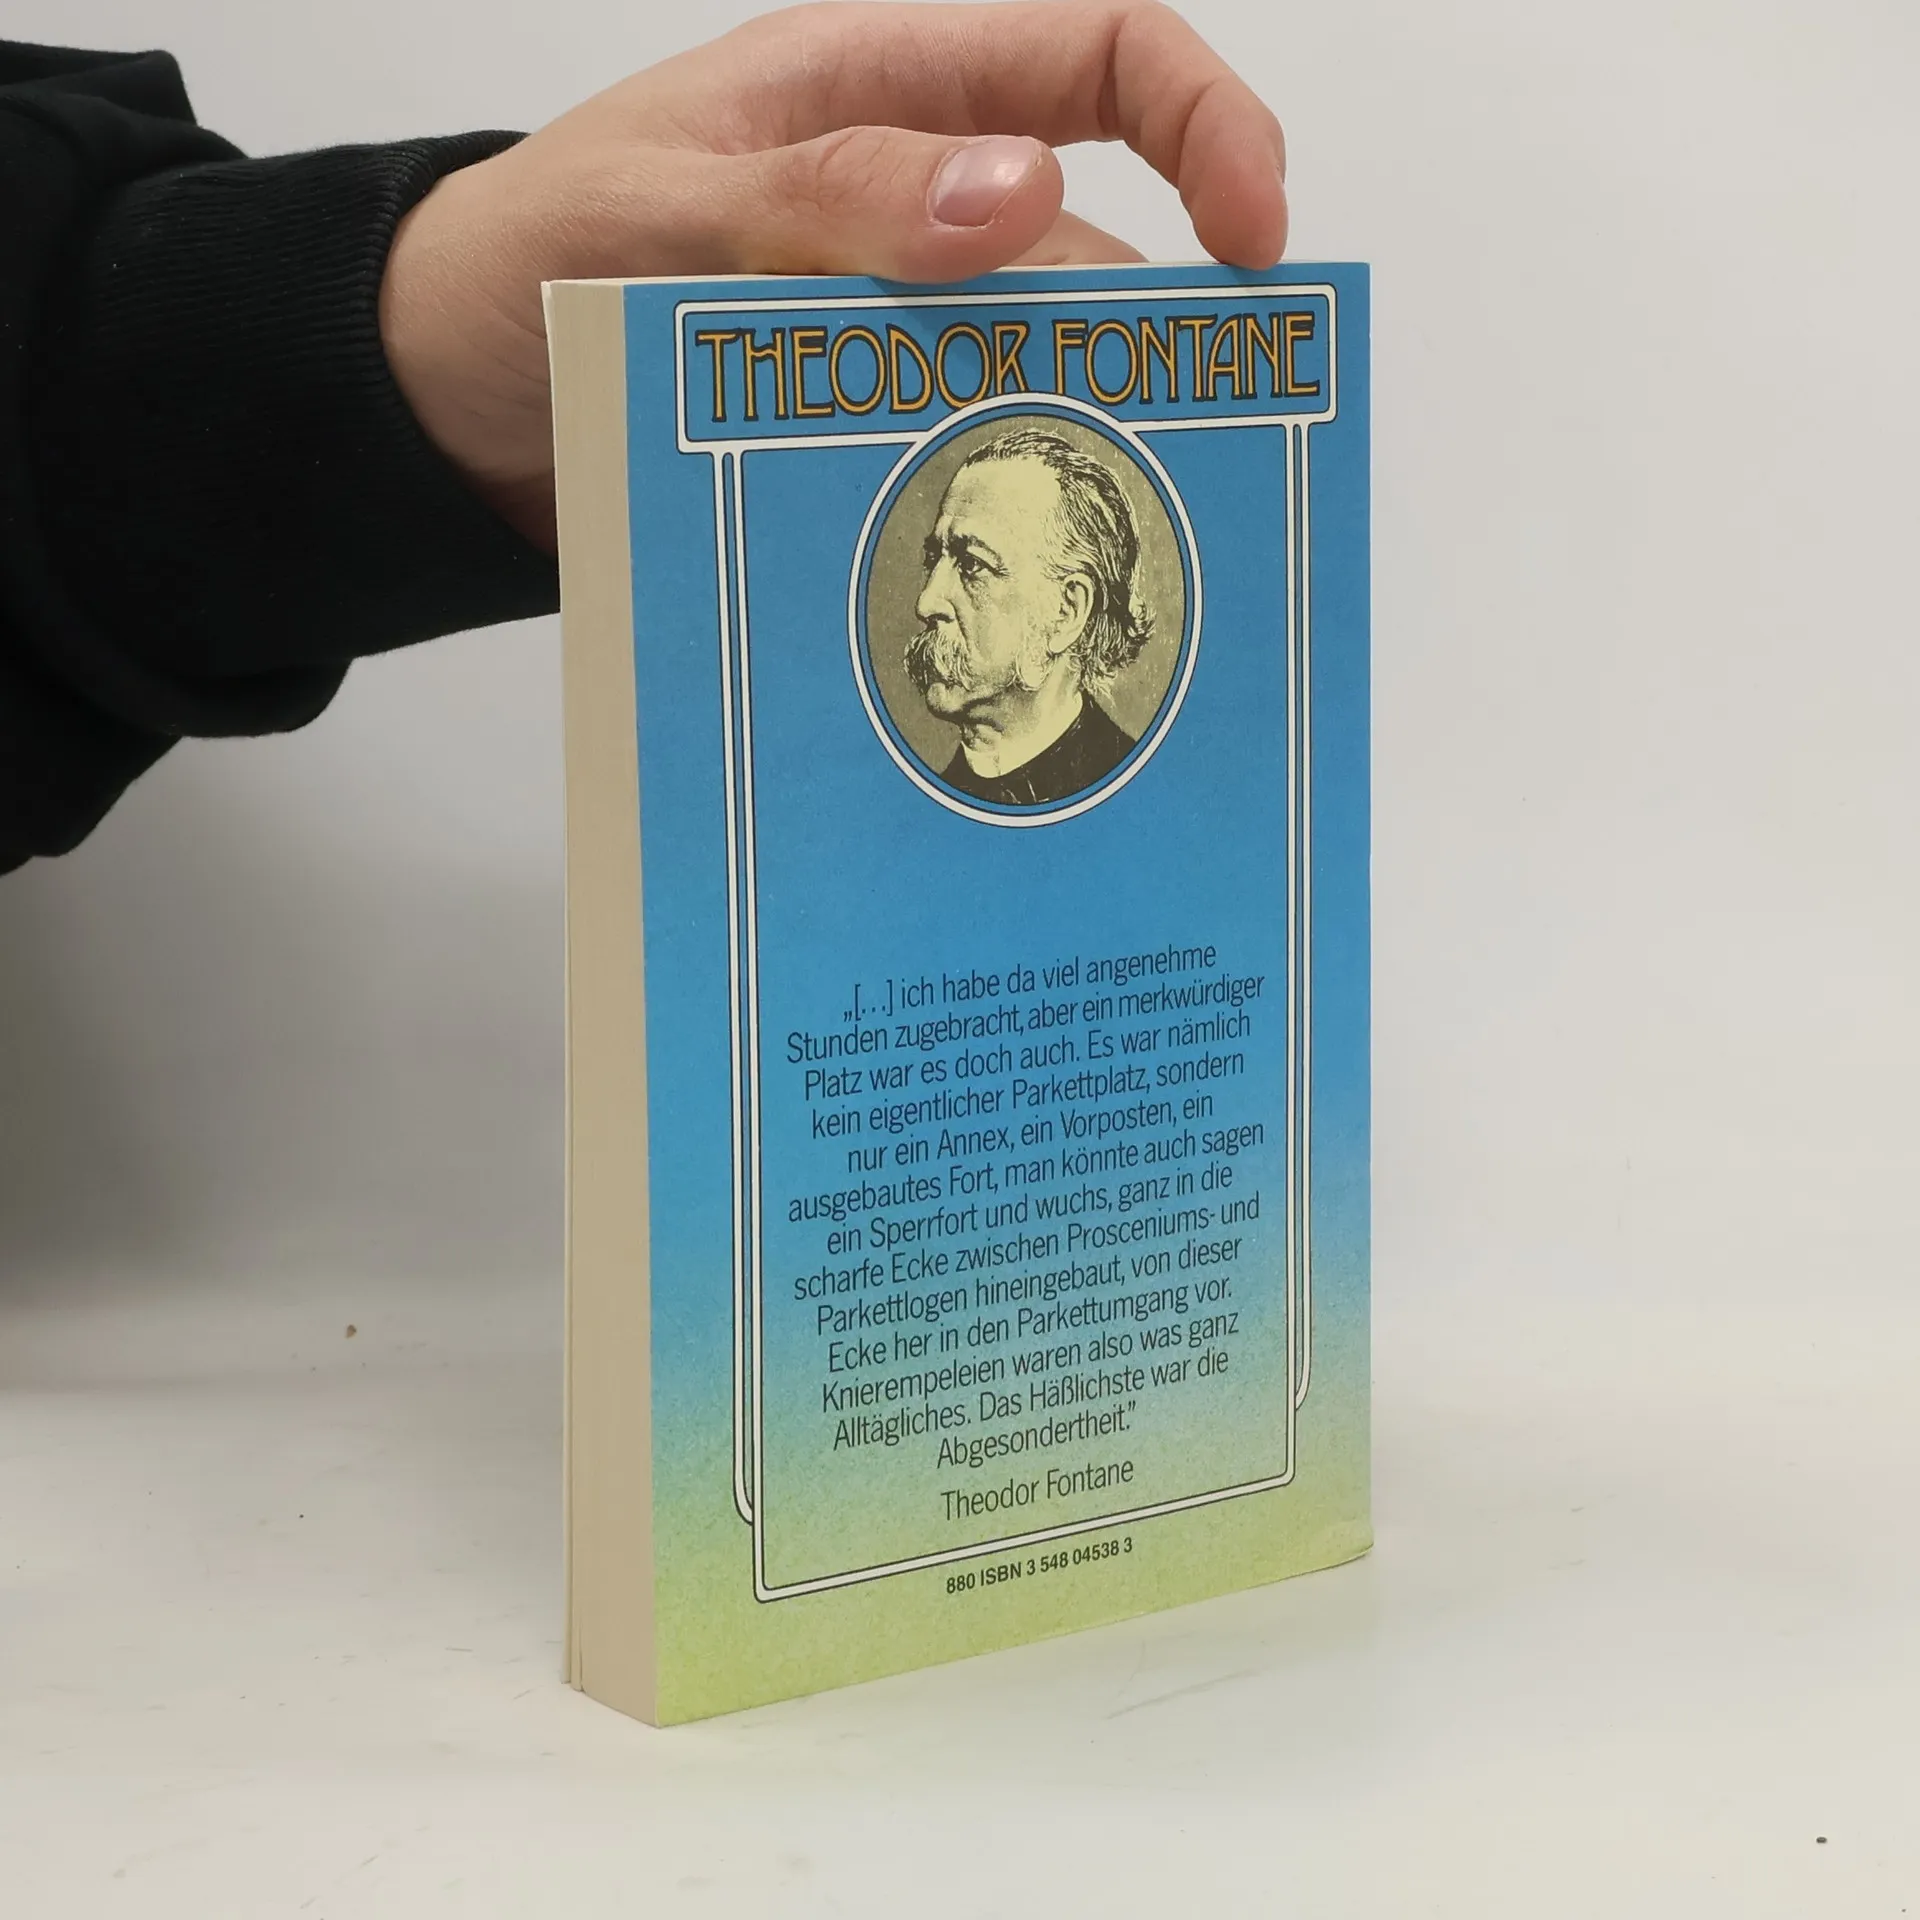 THEODOR FONTANE
„[...] ich habe da viel angenehme
Stunden zugebracht, aber ein merkwürdiger
Platz war es doch auch. Es war nämlich
kein eigentlicher Parkettplatz, sondern
nur ein Annex, ein Vorposten, ein
ausgebautes Fort, man könnte auch sagen
ein Sperrfort und wuchs, ganz in die
scharfe Ecke zwischen Prosceniums- und
Parkettlogen hineingebaut, von dieser
Ecke her in den Parkettumgang vor.
Knierempeleien waren also was ganz
Alltägliches. Das Häßlichste war die
Abgesondertheit.”
Theodor Fontane
880 ISBN 3 548 04538 3